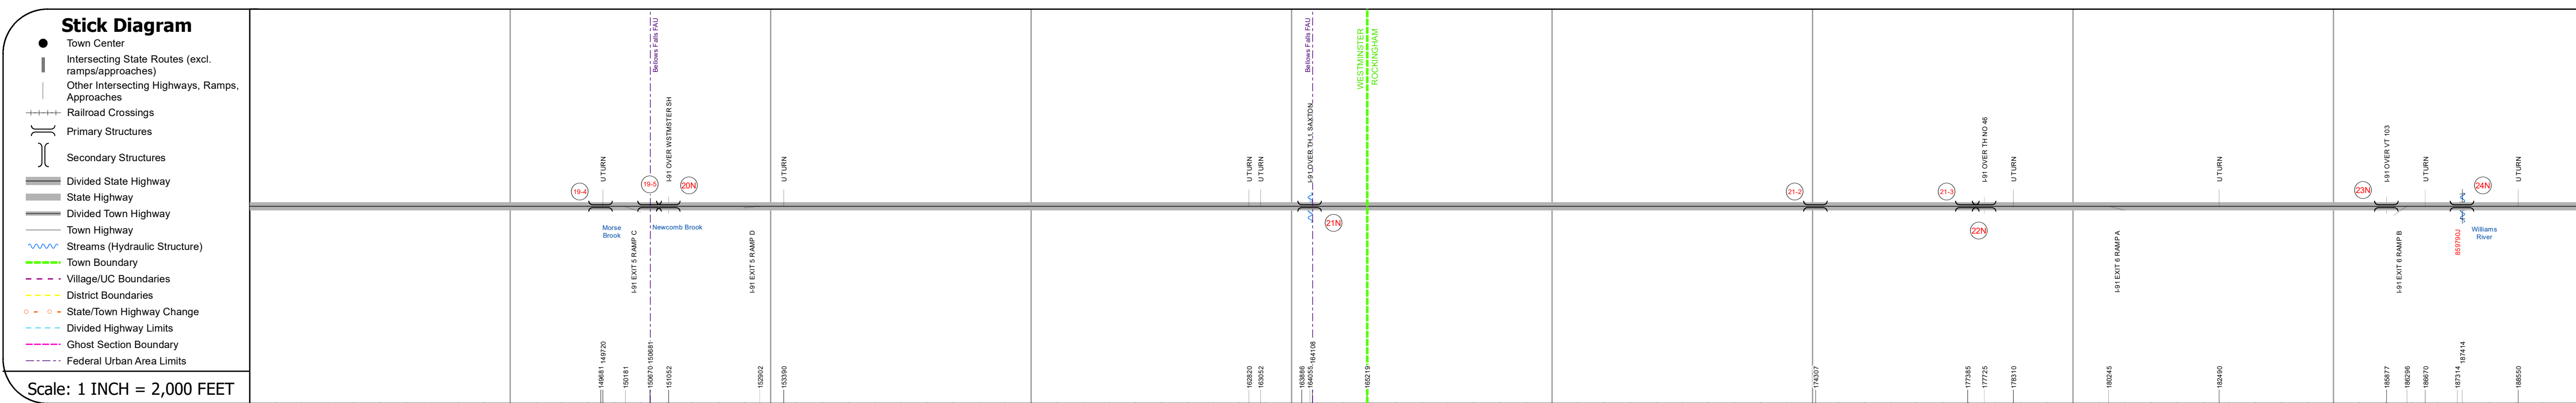 Stick Diagram
Town Center
Intersecting State Routes (excl.
ramps/approaches)
Other Intersecting Highways, Ramps,
Approaches
Railroad Crossings
Primary Structures
Secondary Structures
Divided State Highway
State Highway
Divided Town Highway
Town Highway
Streams (Hydraulic Structure)
Town Boundary
Village/UC Boundaries
District Boundaries
State/Town Highway Change
Divided Highway Limits
Ghost Section Boundary
Federal Urban Area Limits
Scale: 1 INCH = 2,000 FEET
19-4
U TURN
Morse
Brook
I-91 EXIT 5 RAMP C
Bellows Falls FAU
19-5
I-91 OVER WSTMSTER SH
20N
Newcomb Brook
I-91 EXIT 5 RAMP D
U TURN
U TURN
U TURN
Bellows Falls FAU
I-91 OVER TH 1, SAXTON
21N
WESTMINSTER
ROCKINGHAM
21-2
21-3
I-91 OVER TH NO 46
22N
U TURN
I-91 EXIT 6 RAMP A
U TURN
23N
I-91 OVER VT 103
I-91 EXIT 6 RAMP B
U TURN
24N
859790J
Williams
River
U TURN
149681
149720
150181
150670
150681
151052
152902
153390
162820
163052
163886
164055
164108
165219
174307
177385
177725
178310
180245
182490
185877
186296
186670
187314
187414
188550